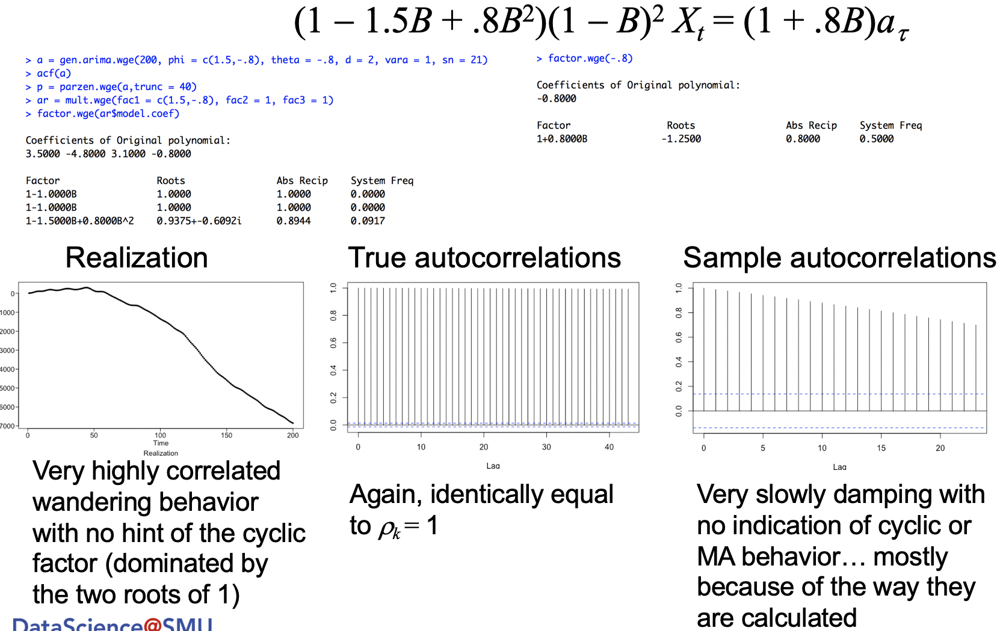 (1 − 1.5B + .8B²)(1 − B)² Xₜ = (1 + .8B)a_τ
> a = gen.arima.wge(200, phi = c(1.5,-.8), theta = -.8, d = 2, vara = 1, sn = 21)
> acf(a)
> p = parzen.wge(a,trunc = 40)
> ar = mult.wge(fac1 = c(1.5,-.8), fac2 = 1, fac3 = 1)
> factor.wge(ar$model.coef)
Coefficients of Original polynomial:
3.5000 -4.8000 3.1000 -0.8000
Factor Roots Abs Recip System Freq
1-1.0000B 1.0000 1.0000 0.0000
1-1.0000B 1.0000 1.0000 0.0000
1-1.5000B+0.8000B^2 0.9375+-0.6092i 0.8944 0.0917
> factor.wge(-.8)
Coefficients of Original polynomial:
-0.8000
Factor Roots Abs Recip System Freq
1+0.8000B -1.2500 0.8000 0.5000
Realization
0
1000
2000
3000
4000
5000
6000
7000
0 50 100 150 200
Time
Realization
Very highly correlated
wandering behavior
with no hint of the cyclic
factor (dominated by
the two roots of 1)
True autocorrelations
1.0
0.8
0.6
0.4
0.2
0.0
0 10 20 30 40
Lag
Again, identically equal
to ρₖ = 1
Sample autocorrelations
1.0
0.8
0.6
0.4
0.2
0.0
0 5 10 15 20
Lag
Very slowly damping with
no indication of cyclic or
MA behavior… mostly
because of the way they
are calculated
DataScience@SMU